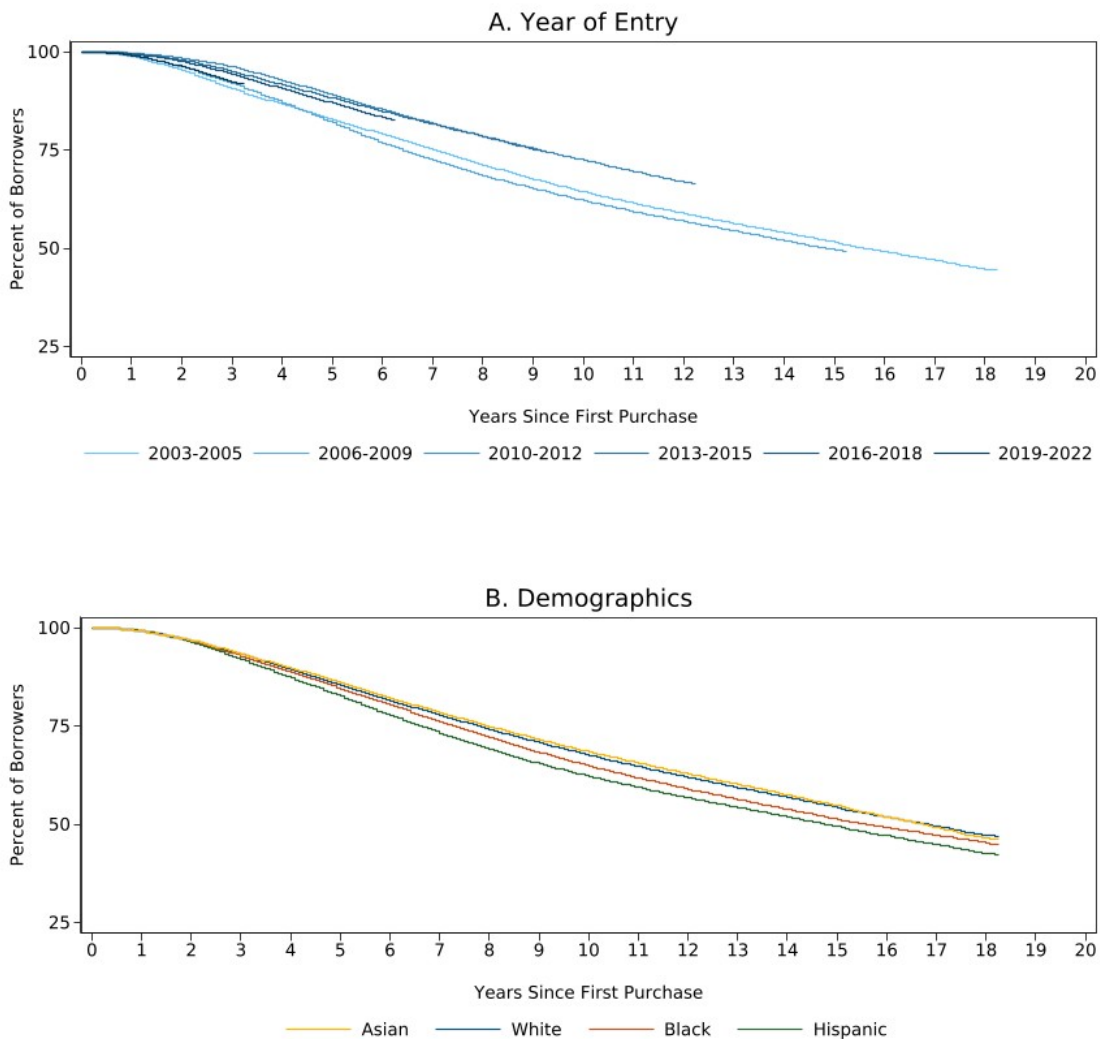 A. Year of Entry
100
75
50
25
Percent of Borrowers
0 1 2 3 4 5 6 7 8 9 10 11 12 13 14 15 16 17 18 19 20
Years Since First Purchase
2003-2005 2006-2009 2010-2012 2013-2015 2016-2018 2019-2022
B. Demographics
100
75
50
25
Percent of Borrowers
0 1 2 3 4 5 6 7 8 9 10 11 12 13 14 15 16 17 18 19 20
Years Since First Purchase
Asian White Black Hispanic